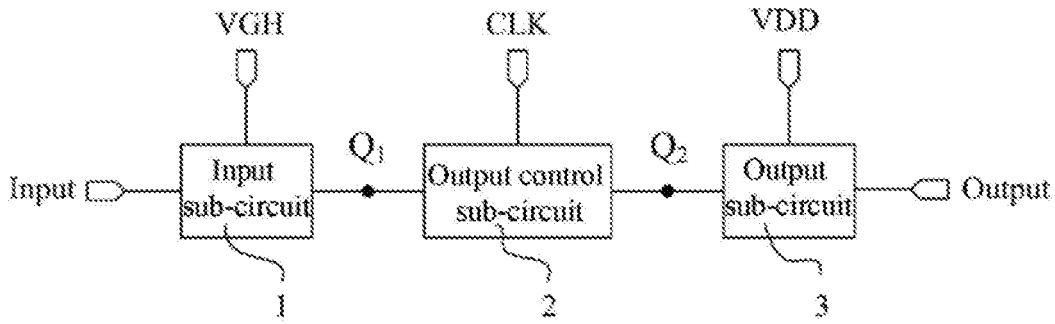 VGH
CLK
VDD
Input
Input
sub-circuit
Q1
Output control
sub-circuit
Q2
Output
sub-circuit
Output
1
2
3